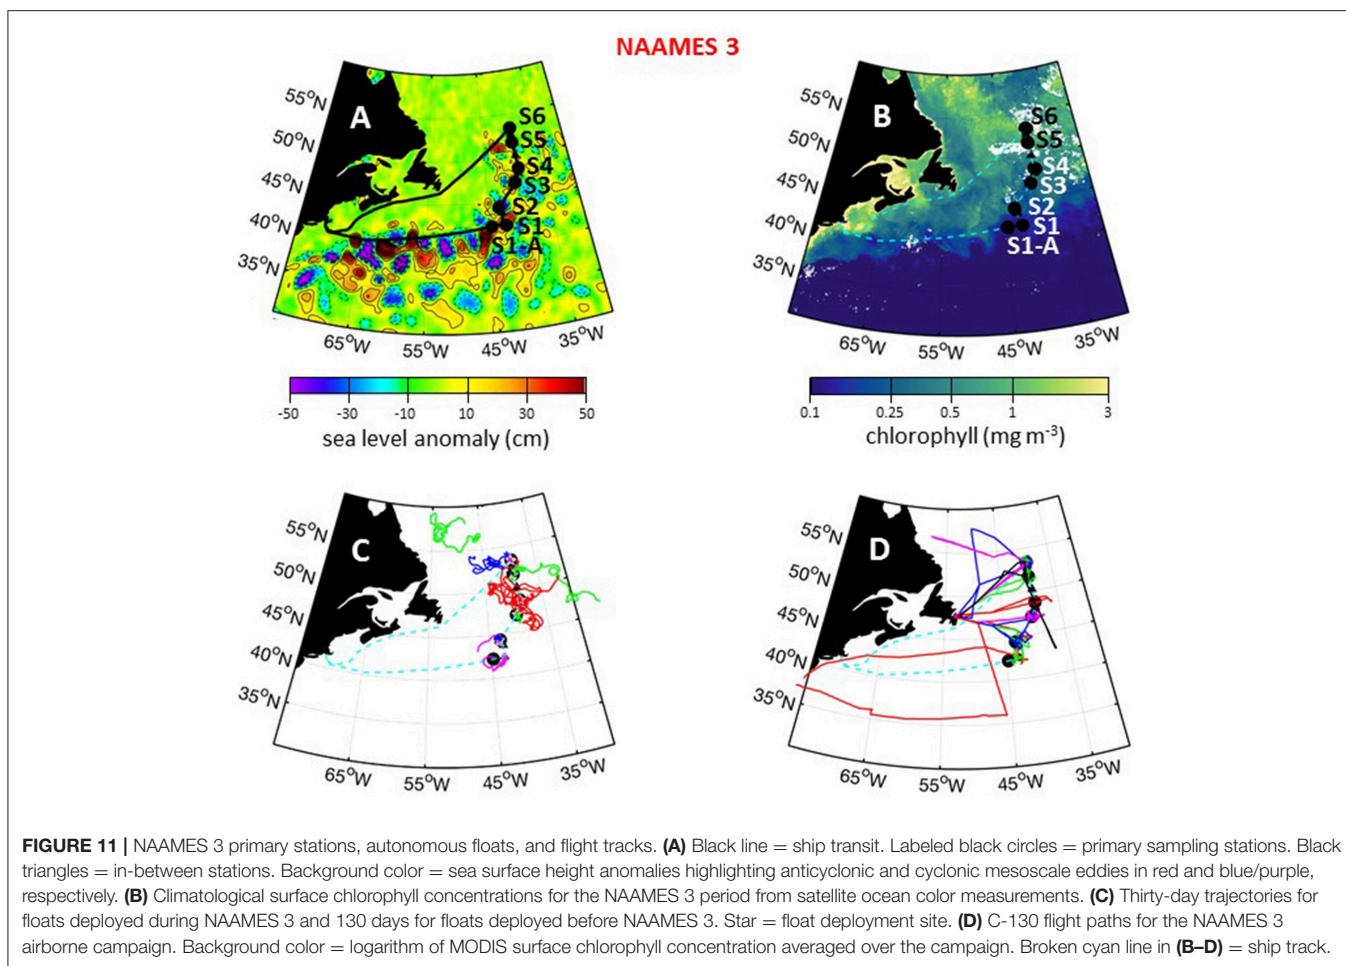 NAAMES 3
A
55°N
50°N
45°N
40°N
35°N
S6
S5
S4
S3
S2
S1
S1-A
65°W
55°W
45°W
35°W
-50 -30 -10 10 30 50
sea level anomaly (cm)
B
55°N
50°N
45°N
40°N
35°N
S6
S5
S4
S3
S2
S1
S1-A
65°W
55°W
45°W
35°W
0.1 0.25 0.5 1 3
chlorophyll (mg m⁻³)
C
55°N
50°N
45°N
40°N
35°N
65°W
55°W
45°W
35°W
D
55°N
50°N
45°N
40°N
35°N
65°W
55°W
45°W
35°W
FIGURE 11 | NAAMES 3 primary stations, autonomous floats, and flight tracks. (A) Black line = ship transit. Labeled black circles = primary sampling stations. Black
triangles = in-between stations. Background color = sea surface height anomalies highlighting anticyclonic and cyclonic mesoscale eddies in red and blue/purple,
respectively. (B) Climatological surface chlorophyll concentrations for the NAAMES 3 period from satellite ocean color measurements. (C) Thirty-day trajectories for
floats deployed during NAAMES 3 and 130 days for floats deployed before NAAMES 3. Star = float deployment site. (D) C-130 flight paths for the NAAMES 3
airborne campaign. Background color = logarithm of MODIS surface chlorophyll concentration averaged over the campaign. Broken cyan line in (B–D) = ship track.